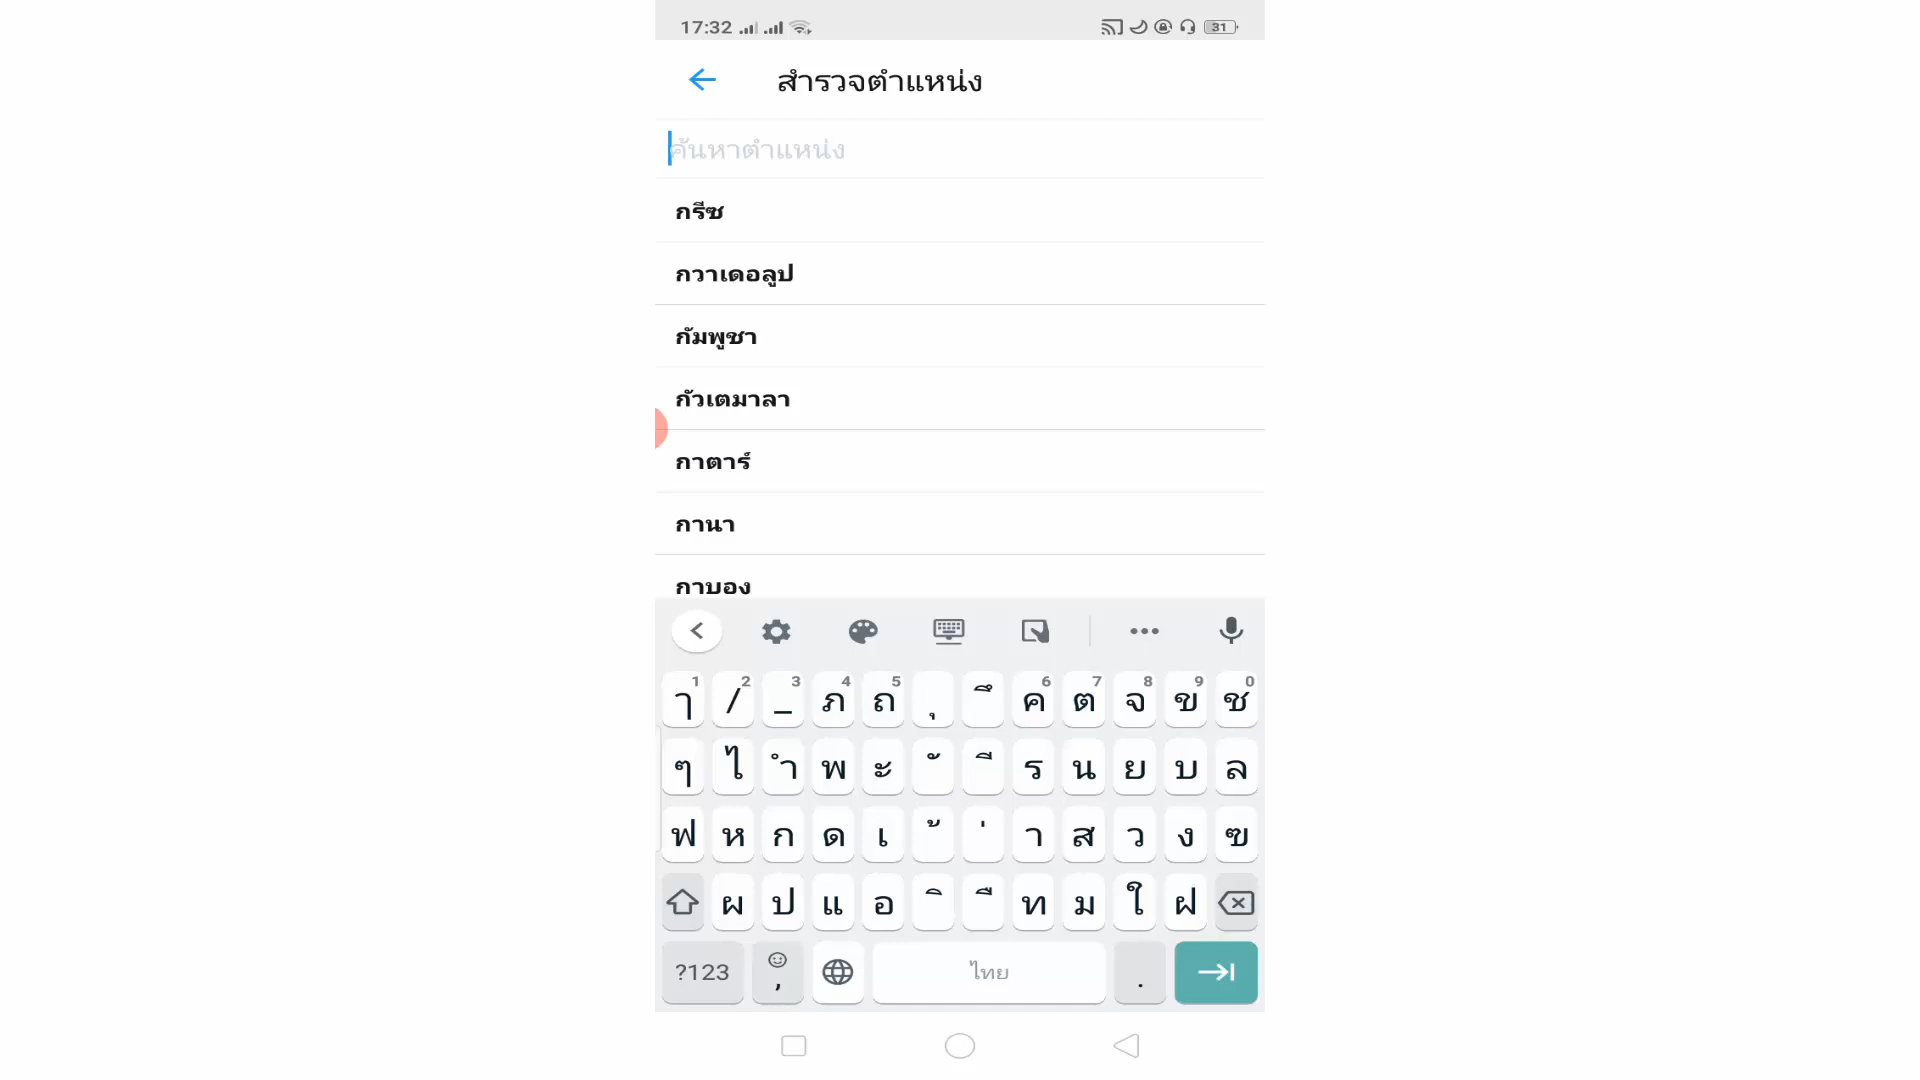 17:32 31
สำรวจตำแหน่ง
ค้นหาตำแหน่ง
กรีซ
กวาเดอลูป
กัมพูชา
กัวเตมาลา
กาตาร์
กานา
กาบอง
ๅ 1 / 2 _ 3 ภ 4 ถ 5 ุ ึ ค 6 ต 7 จ 8 ข 9 ช 0
ๆ ไ ำ พ ะ ั ี ร น ย บ ล
ฟ ห ก ด เ ้ ่ า ส ว ง ฃ
ผ ป แ อ ิ ื ท ม ใ ฝ
?123 , ไทย .